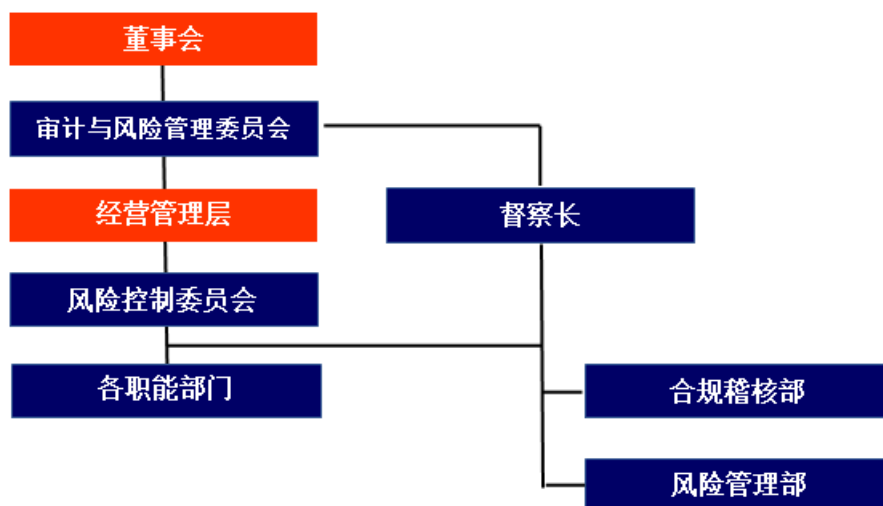 董事会
审计与风险管理委员会
经营管理层
督察长
风险控制委员会
各职能部门
合规稽核部
风险管理部